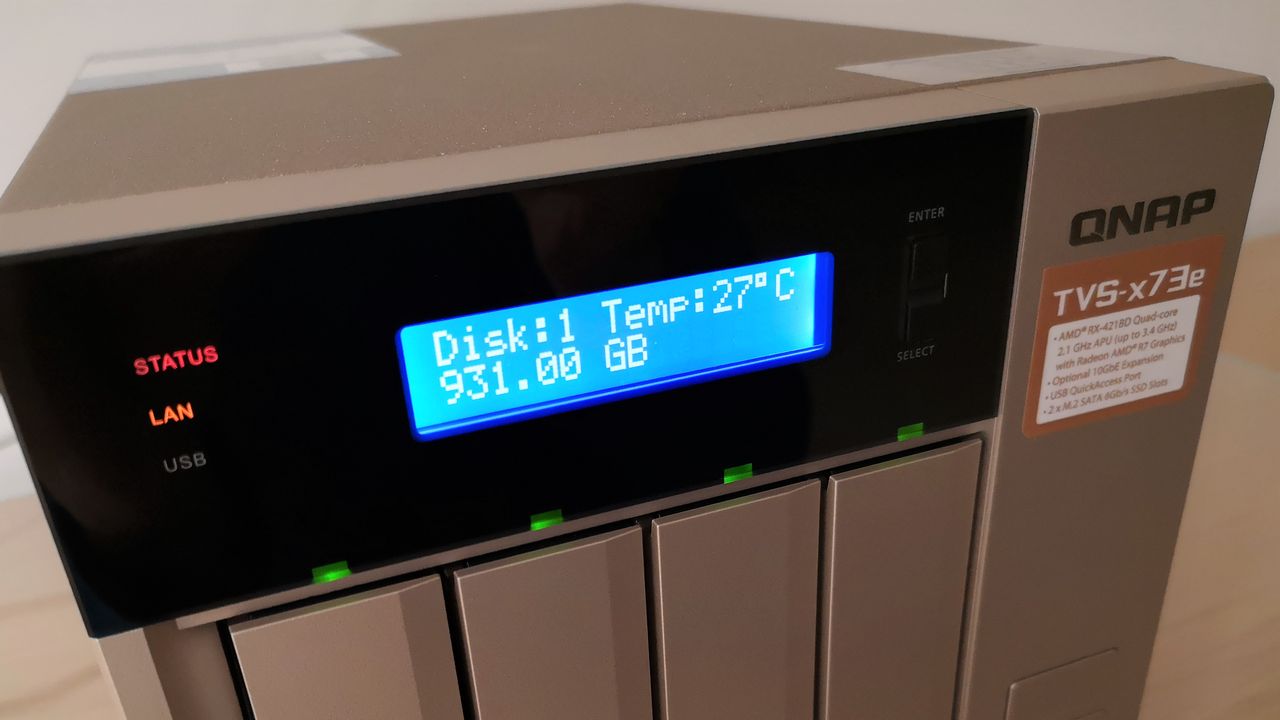 ENTER
QNAP
TVS-x73e
• AMD® RX-421BD Quad-core
2.1 GHz APU (up to 3.4 GHz)
with Radeon AMD® R7 Graphics
• Optional 10GbE Expansion
• USB QuickAccess Port
• 2 x M.2 SATA 6Gb/s SSD Slots
Disk:1 Temp:27°C
931.00 GB
SELECT
STATUS
LAN
USB